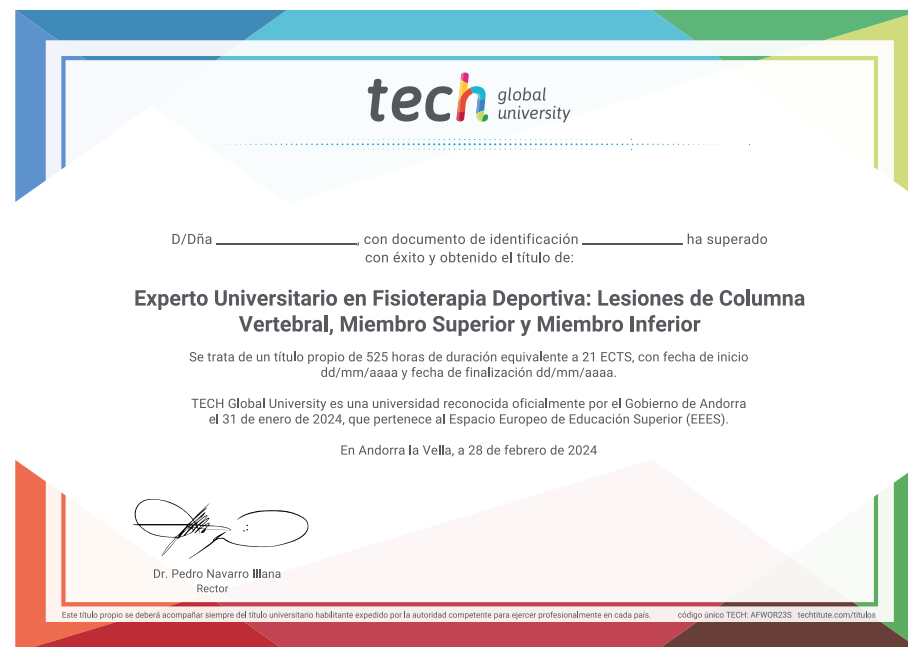 tech global university
D/Dña ____________________, con documento de identificación ______________ ha superado
con éxito y obtenido el título de:
Experto Universitario en Fisioterapia Deportiva: Lesiones de Columna
Vertebral, Miembro Superior y Miembro Inferior
Se trata de un título propio de 525 horas de duración equivalente a 21 ECTS, con fecha de inicio
dd/mm/aaaa y fecha de finalización dd/mm/aaaa.
TECH Global University es una universidad reconocida oficialmente por el Gobierno de Andorra
el 31 de enero de 2024, que pertenece al Espacio Europeo de Educación Superior (EEES).
En Andorra la Vella, a 28 de febrero de 2024
Dr. Pedro Navarro Illana
Rector
Este título propio se deberá acompañar siempre del título universitario habilitante expedido por la autoridad competente para ejercer profesionalmente en cada país. código único TECH: AFWOR23S techtitute.com/titulos